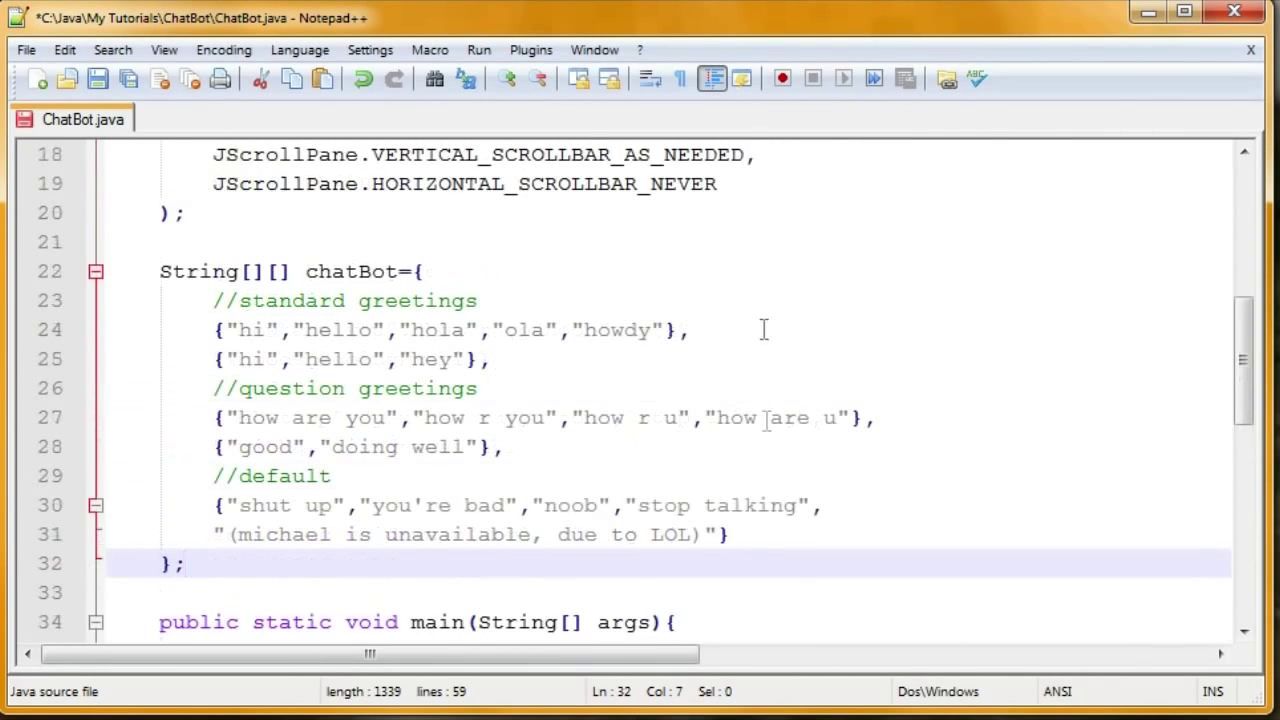 *C:\Java\My Tutorials\ChatBot\ChatBot.java - Notepad++
File Edit Search View Encoding Language Settings Macro Run Plugins Window ? X
ABC
ChatBot.java
18 JScrollPane.VERTICAL_SCROLLBAR_AS_NEEDED,
19 JScrollPane.HORIZONTAL_SCROLLBAR_NEVER
20 );
21
22 String[][] chatBot={
23 //standard greetings
24 {"hi","hello","hola","ola","howdy"},
25 {"hi","hello","hey"},
26 //question greetings
27 {"how are you","how r you","how r u","how are u"},
28 {"good","doing well"},
29 //default
30 {"shut up","you're bad","noob","stop talking",
31 "(michael is unavailable, due to LOL)"}
32 };
33
34 public static void main(String[] args){
Java source file length : 1339 lines : 59 Ln : 32 Col : 7 Sel : 0 Dos\Windows ANSI INS